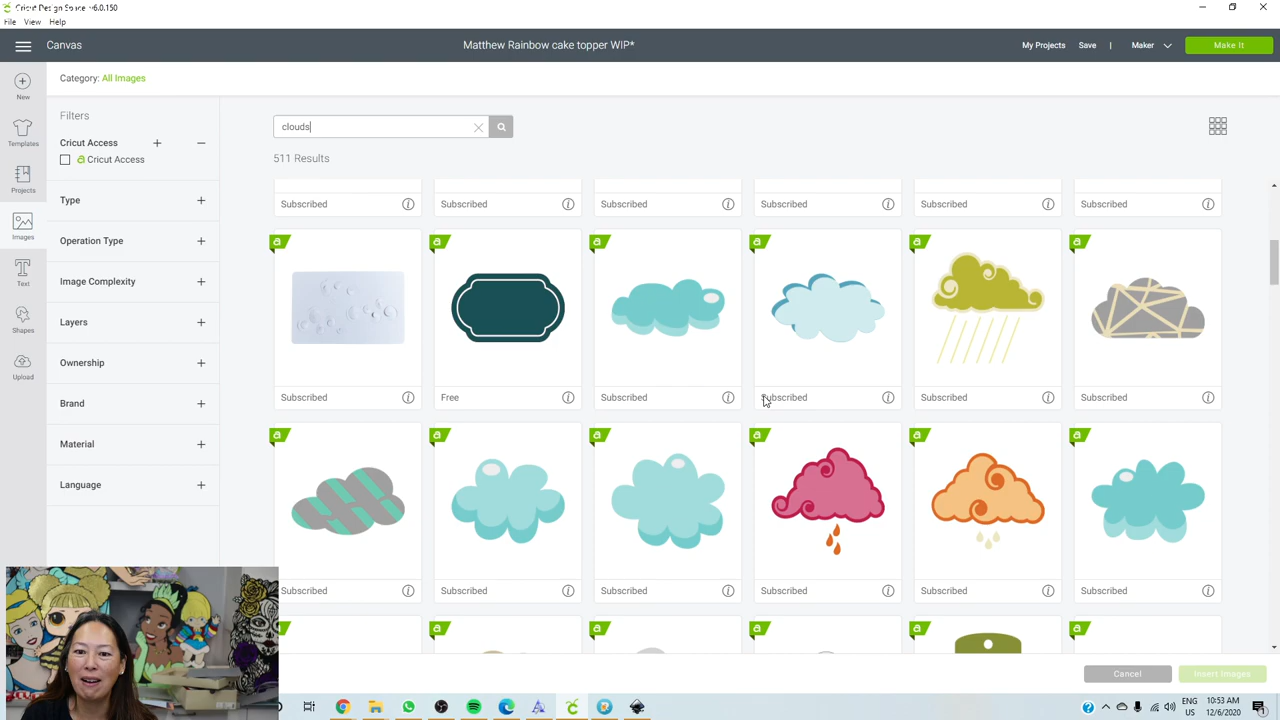 Cricut Design Space v6.0.150
File View Help
Canvas
Matthew Rainbow cake topper WIP*
My Projects Save | Maker Make It
New
Templates
Projects
Images
Text
Shapes
Upload
Category: All Images
Filters
Cricut Access
Cricut Access
Type
Operation Type
Image Complexity
Layers
Ownership
Brand
Material
Language
clouds
511 Results
Subscribed Subscribed Subscribed Subscribed Subscribed Subscribed
Subscribed Free Subscribed Subscribed Subscribed Subscribed
Subscribed Subscribed Subscribed Subscribed Subscribed Subscribed
Cancel Insert Images
ENG
US
10:53 AM
12/6/2020